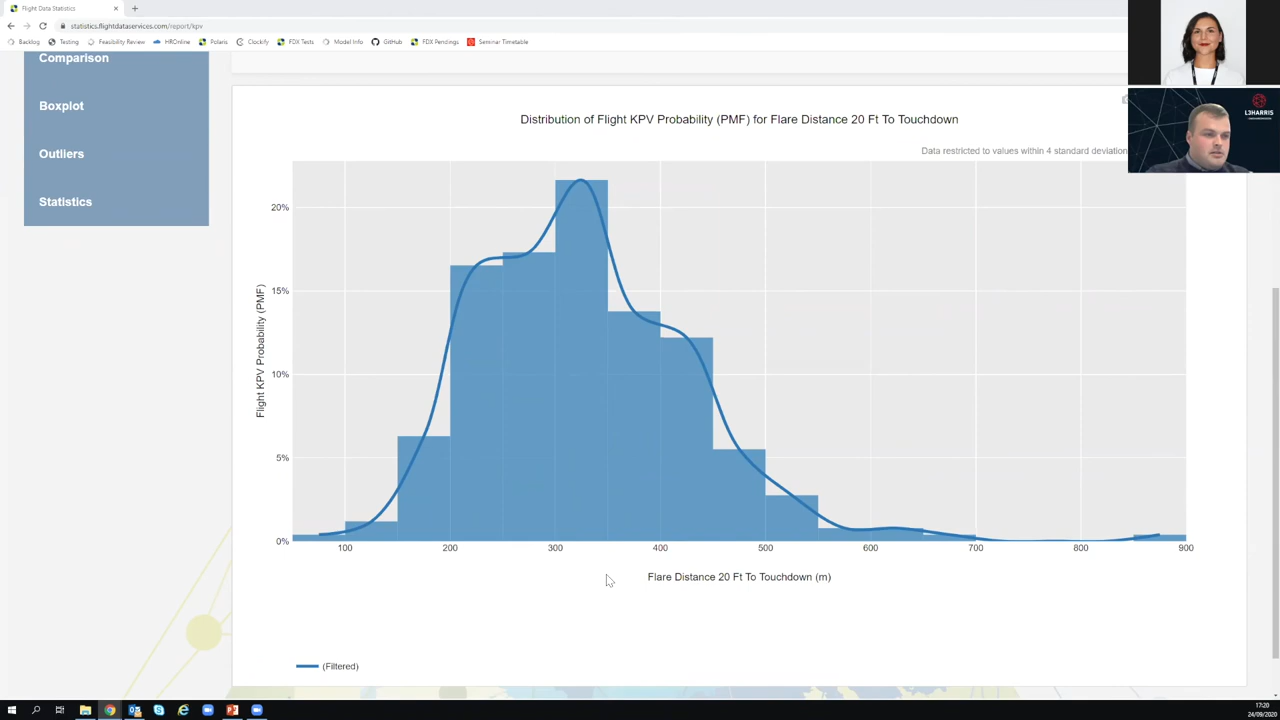 Flight Data Statistics
statistics.flightdataservices.com/report/kpv
Backlog Testing Feasibility Review HROnline Polaris Clockify FDX Tests Model Info GitHub FDX Pendings Seminar Timetable
Comparison
Boxplot
Outliers
Statistics
L3HARRIS
Distribution of Flight KPV Probability (PMF) for Flare Distance 20 Ft To Touchdown
Data restricted to values within 4 standard deviation
Flight KPV Probability (PMF)
20%
15%
10%
5%
0%
100 200 300 400 500 600 700 800 900
Flare Distance 20 Ft To Touchdown (m)
(Filtered)
17:20
24/09/2020